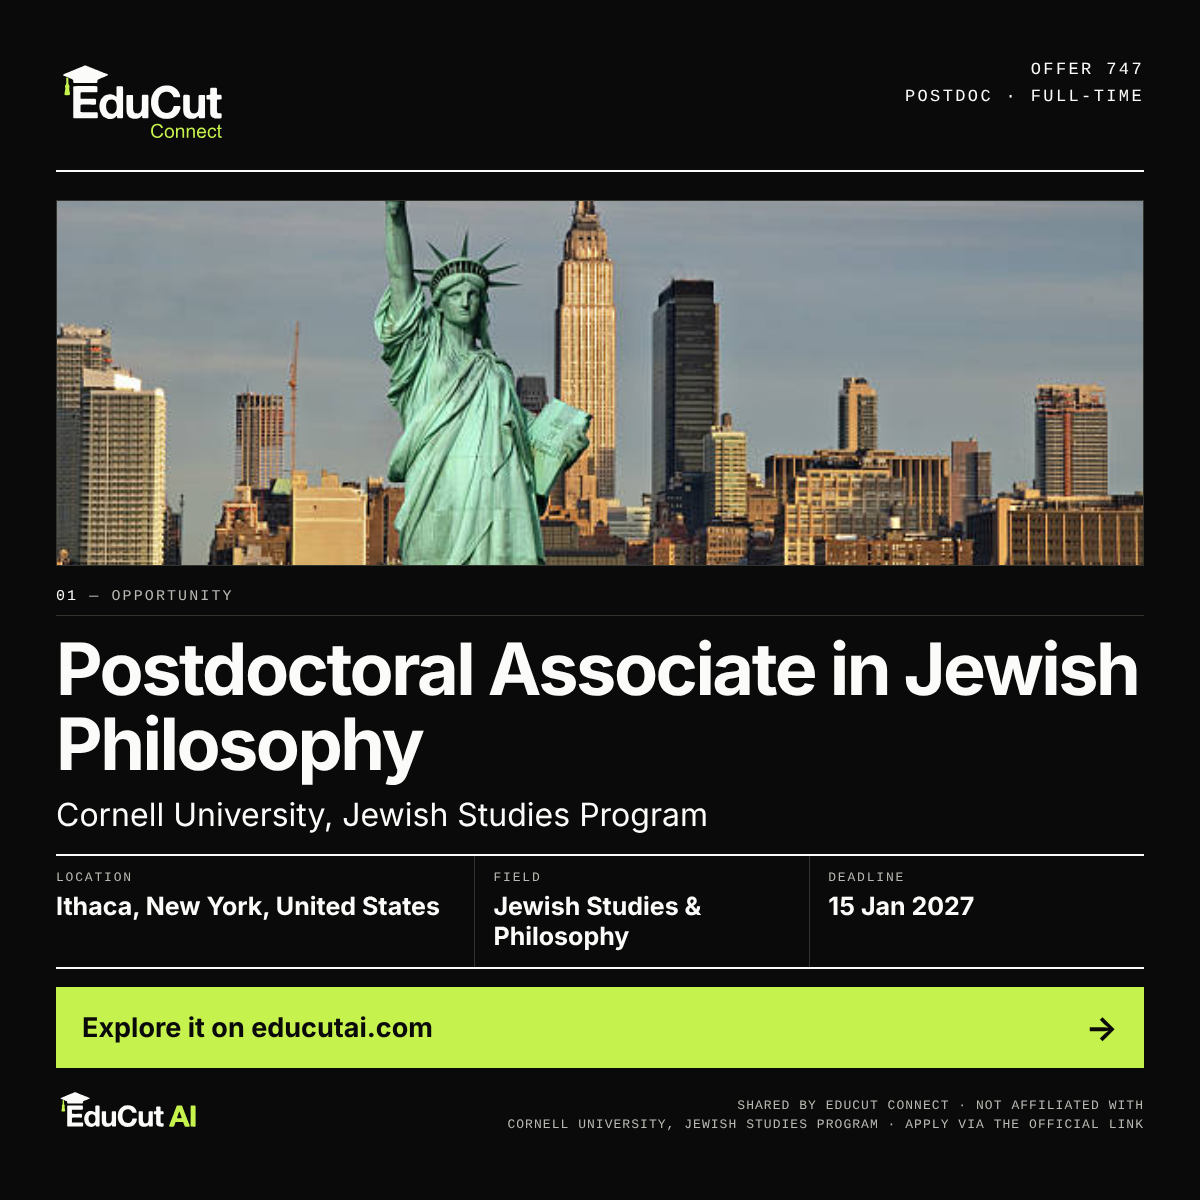 EduCut
Connect
OFFER 747
POSTDOC · FULL-TIME
01 — OPPORTUNITY
Postdoctoral Associate in Jewish
Philosophy
Cornell University, Jewish Studies Program
LOCATION
Ithaca, New York, United States
FIELD
Jewish Studies &
Philosophy
DEADLINE
15 Jan 2027
Explore it on educutai.com →
EduCut AI
SHARED BY EDUCUT CONNECT · NOT AFFILIATED WITH
CORNELL UNIVERSITY, JEWISH STUDIES PROGRAM · APPLY VIA THE OFFICIAL LINK